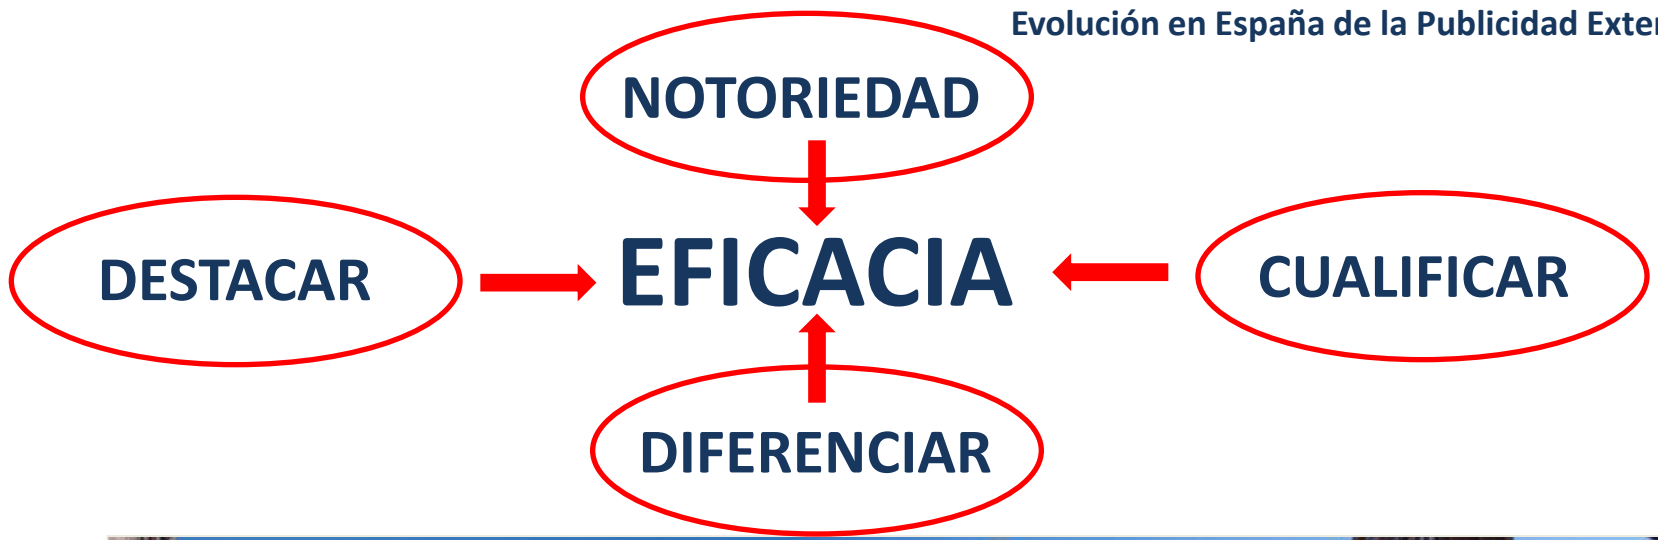 Evolución en España de la Publicidad
NOTORIEDAD
DESTACAR
EFICACIA
CUALIFICAR
DIFERENCIAR